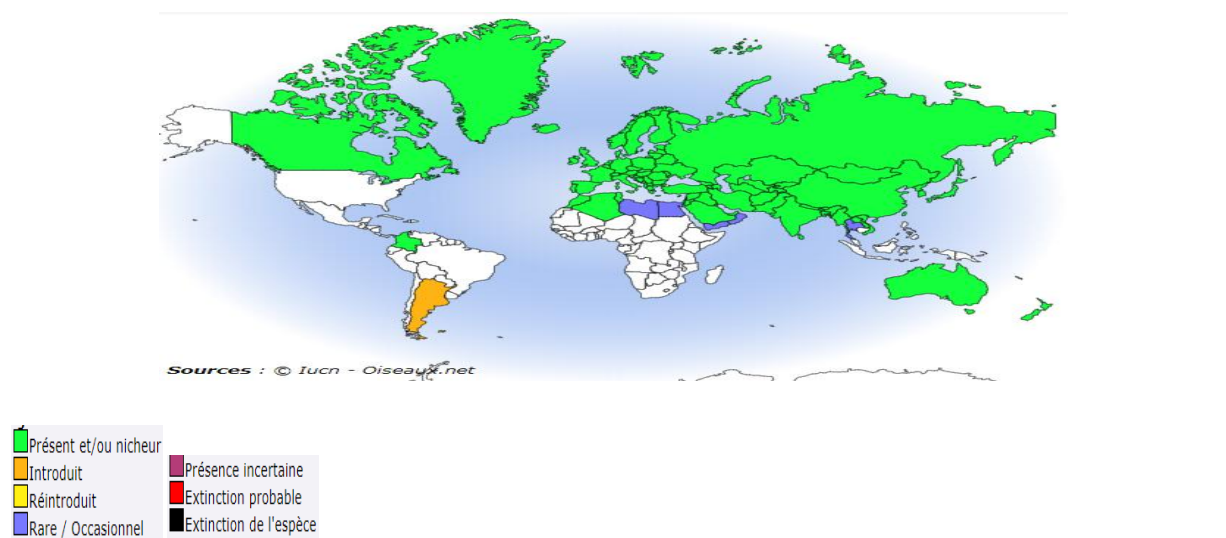 Sources : © Iucn - Oiseaux.net
Présent et/ou nicheur
Introduit
Réintroduit
Rare / Occasionnel
Présence incertaine
Extinction probable
Extinction de l'espèce